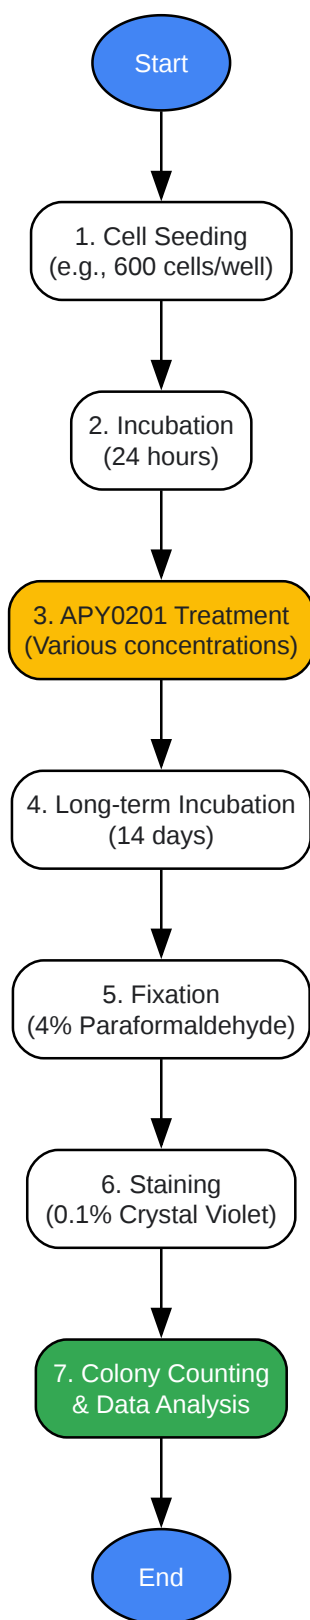 Start
1. Cell Seeding
(e.g., 600 cells/well)
2. Incubation
(24 hours)
3. APY0201 Treatment
(Various concentrations)
4. Long-term Incubation
(14 days)
5. Fixation
(4% Paraformaldehyde)
6. Staining
(0.1% Crystal Violet)
7. Colony Counting
& Data Analysis
End